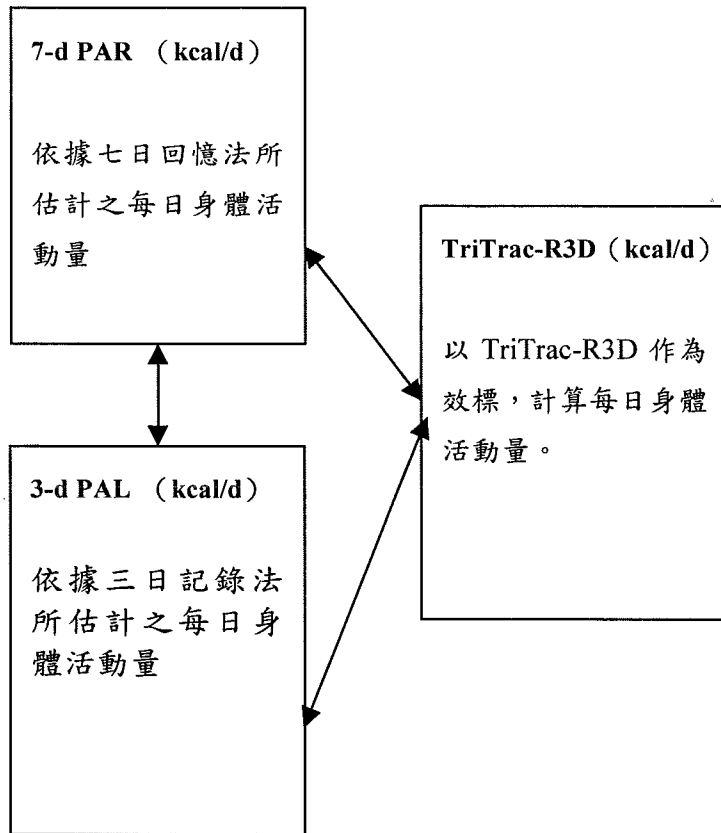 7-d PAR （kcal/d）
依據七日回憶法所
估計之每日身體活
動量
TriTrac-R3D（kcal/d）
以 TriTrac-R3D 作為
效標，計算每日身體
活動量。
3-d PAL （kcal/d）
依據三日記錄法
所估計之每日身
體活動量